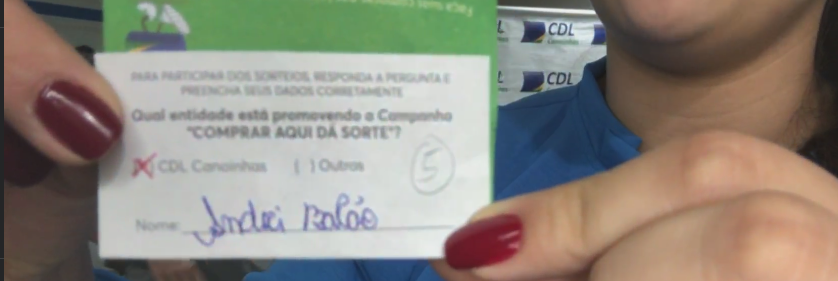 PARA PARTICIPAR DOS SORTEIOS, RESPONDA A PERGUNTA E
PREENCHA SEUS DADOS CORRETAMENTE
Qual entidade está promovendo a Campanha
"COMPRAR AQUI DÁ SORTE"?
(X) CDL Canoinhas ( ) Outros
5
Nome: Andrei Balão
CDL
Canoinhas
CDL